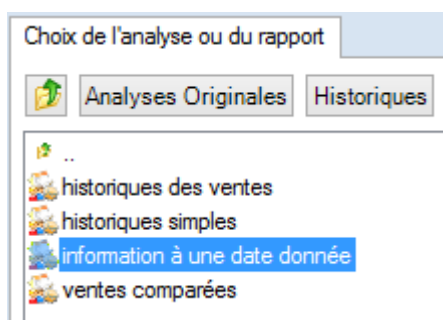 Choix de l'analyse ou du rapport
Analyses Originales Historiques
..
historiques des ventes
historiques simples
information à une date donnée
ventes comparées